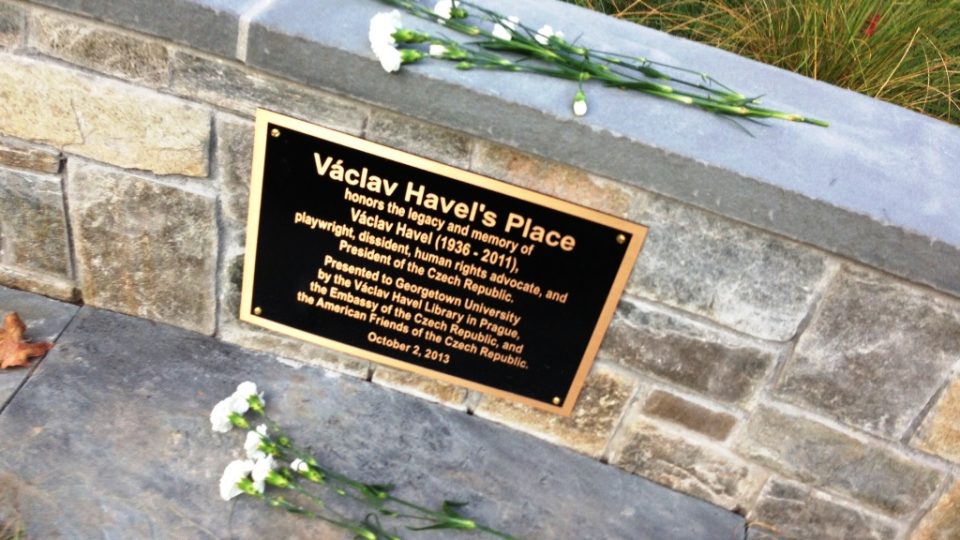 Václav Havel's Place
honors the legacy and memory of
Václav Havel (1936 - 2011),
playwright, dissident, human rights advocate, and
President of the Czech Republic.
Presented to Georgetown University
by the Václav Havel Library in Prague,
the Embassy of the Czech Republic, and
the American Friends of the Czech Republic.
October 2, 2013